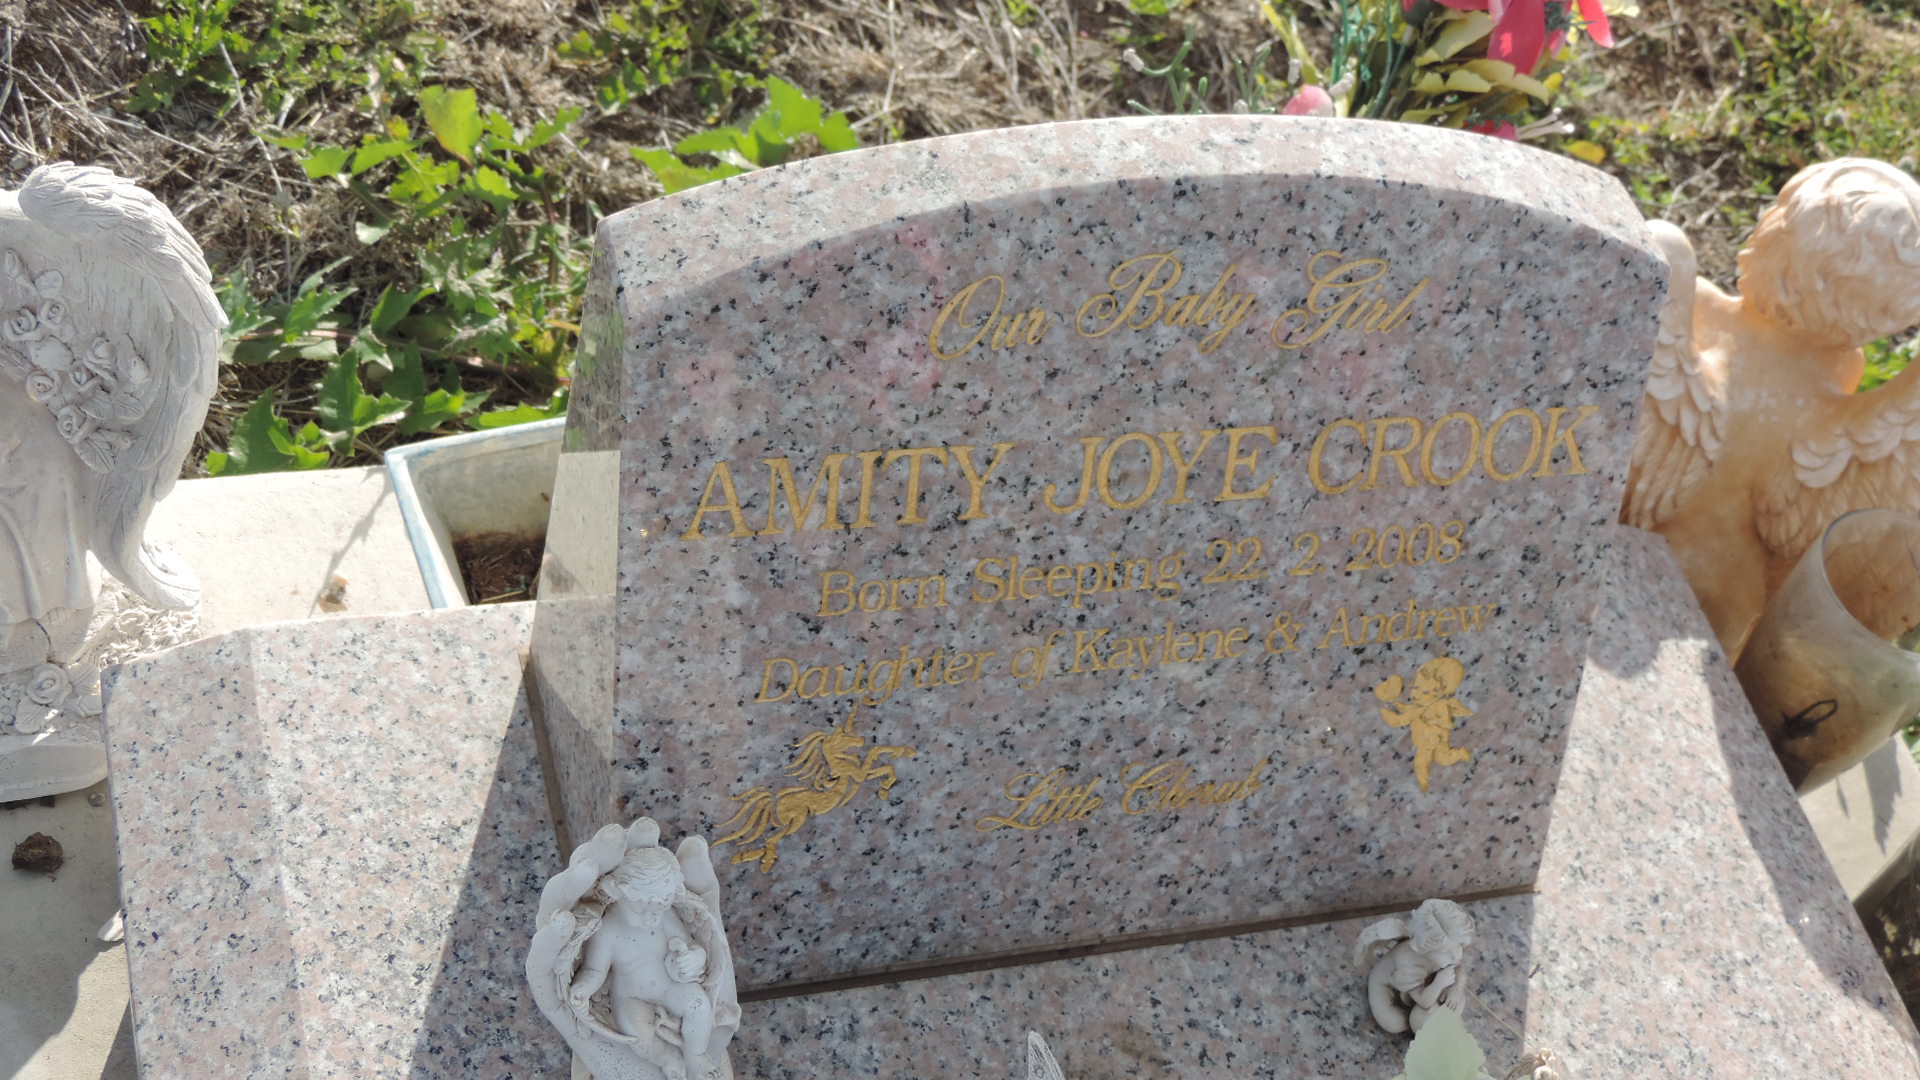 Our Baby Girl
AMITY JOYE CROOK
Born Sleeping 22. 2. 2008
Daughter of Kaylene & Andrew
Little Cherub